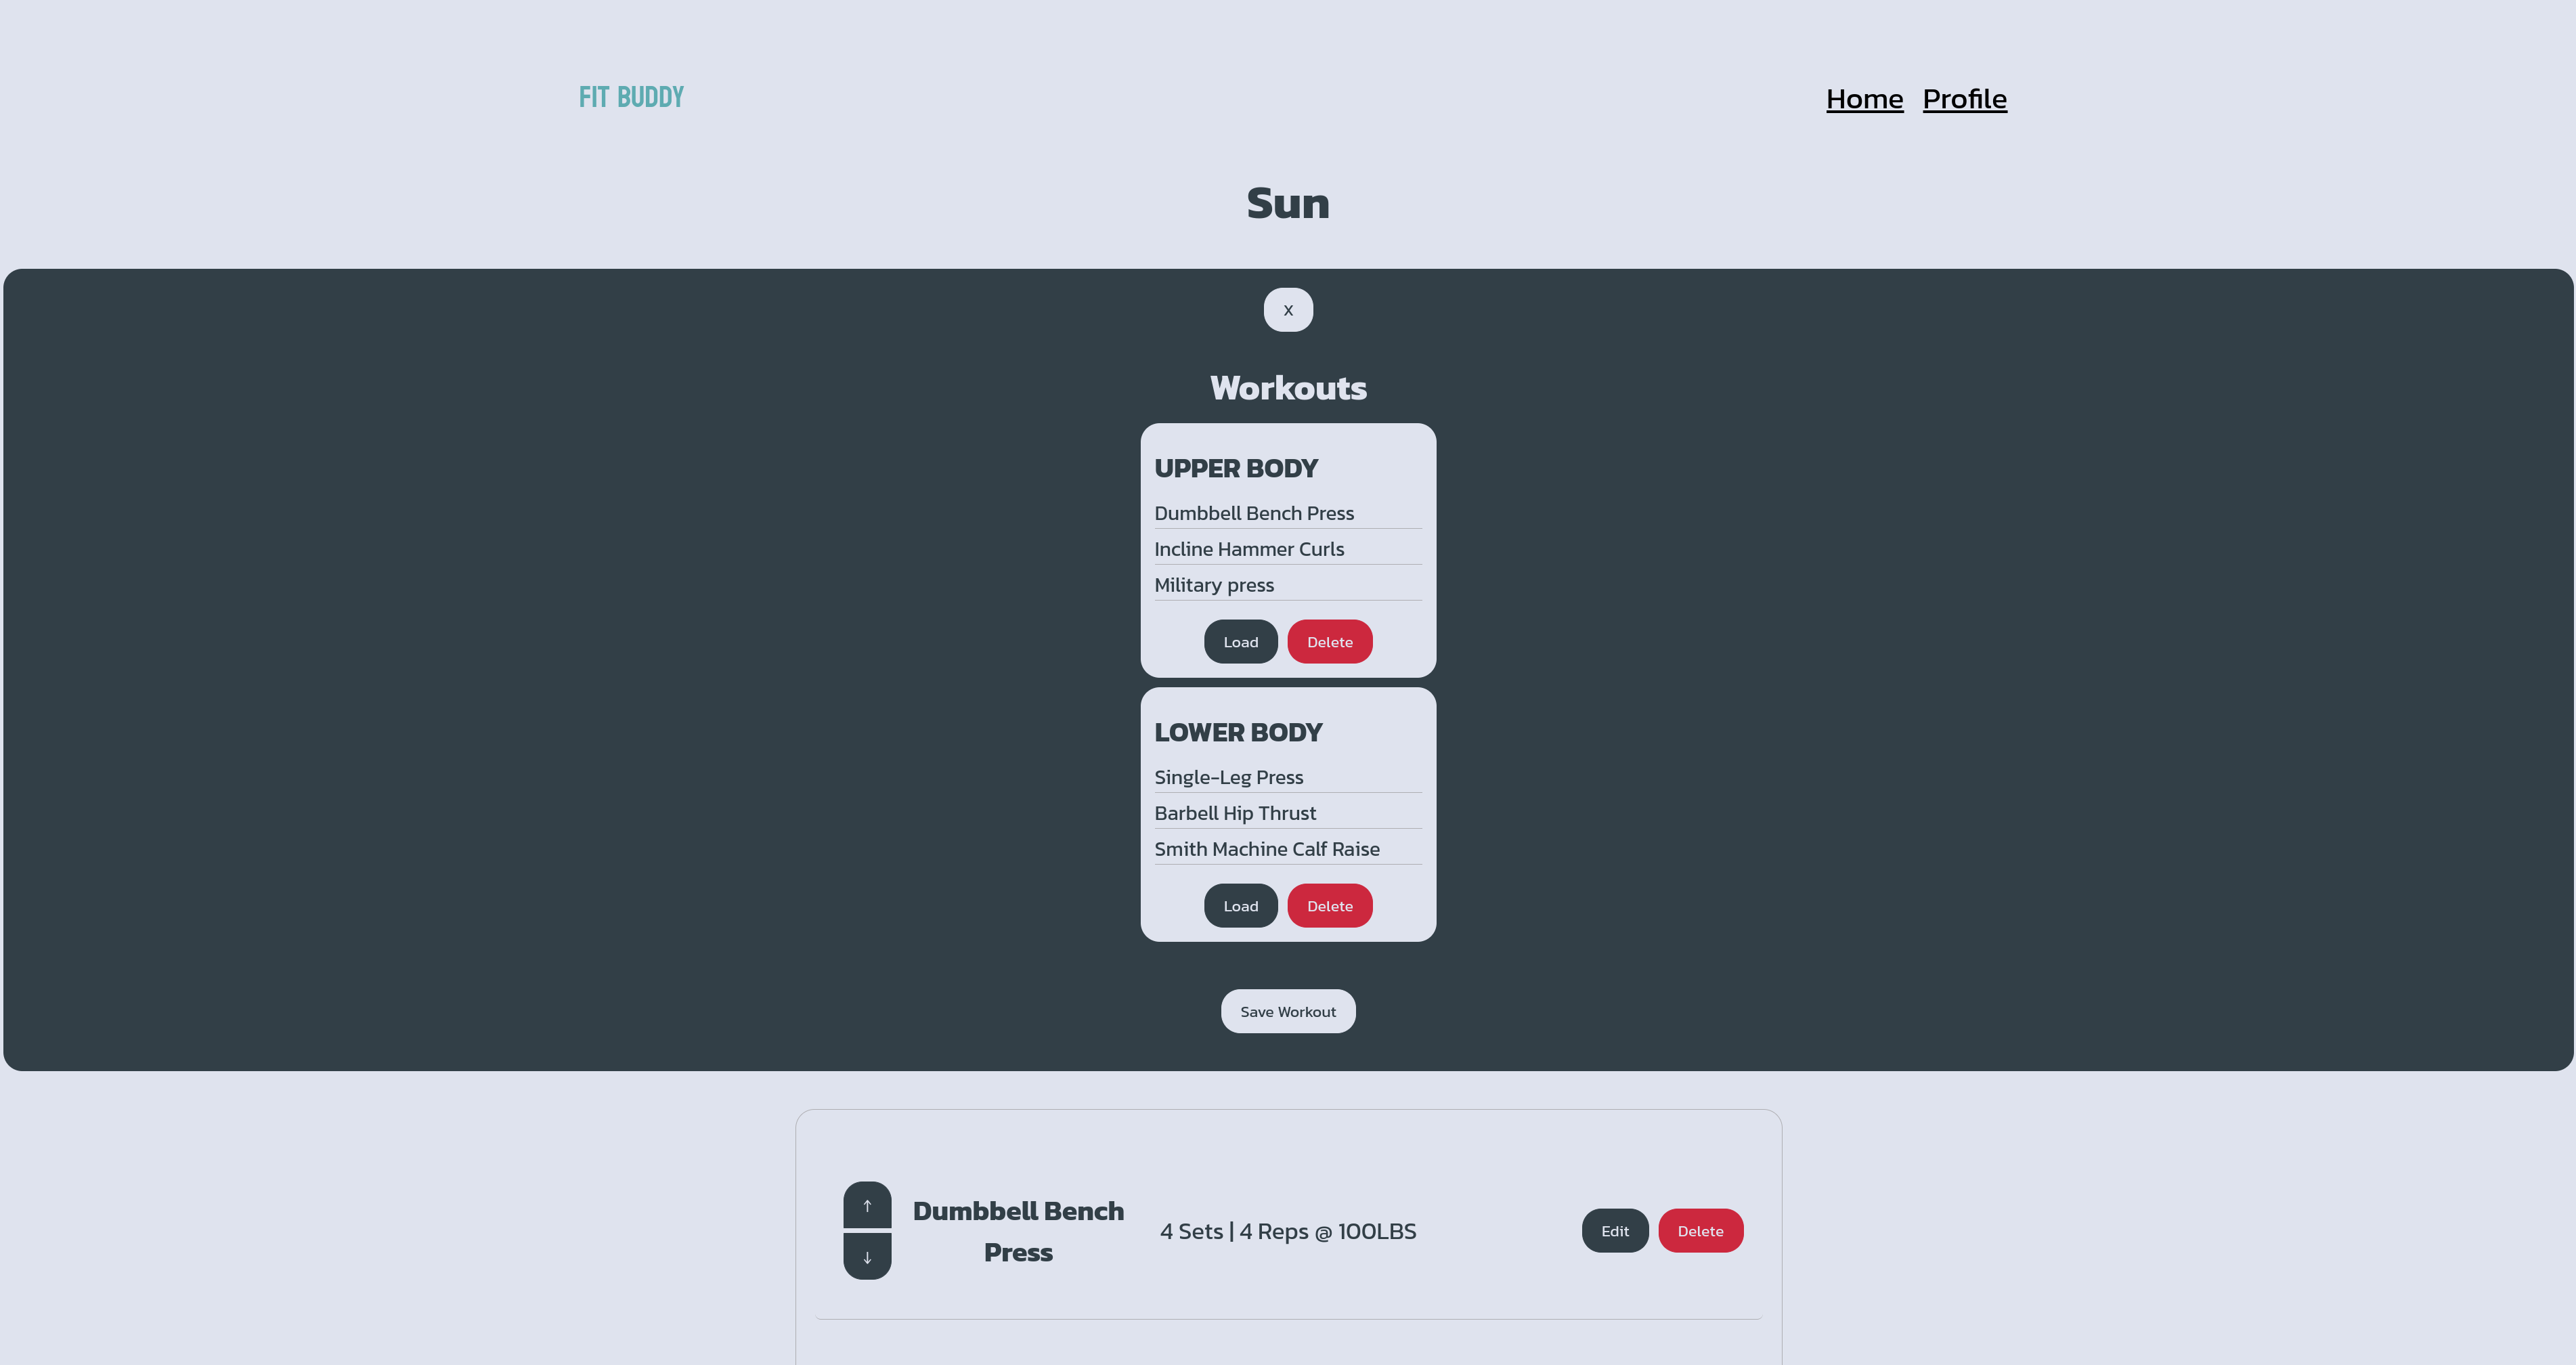 FIT BUDDY
Home Profile
Sun
X
Workouts
UPPER BODY
Dumbbell Bench Press
Incline Hammer Curls
Military press
Load Delete
LOWER BODY
Single-Leg Press
Barbell Hip Thrust
Smith Machine Calf Raise
Load Delete
Save Workout
↑
↓
Dumbbell Bench
Press
4 Sets | 4 Reps @ 100LBS
Edit Delete